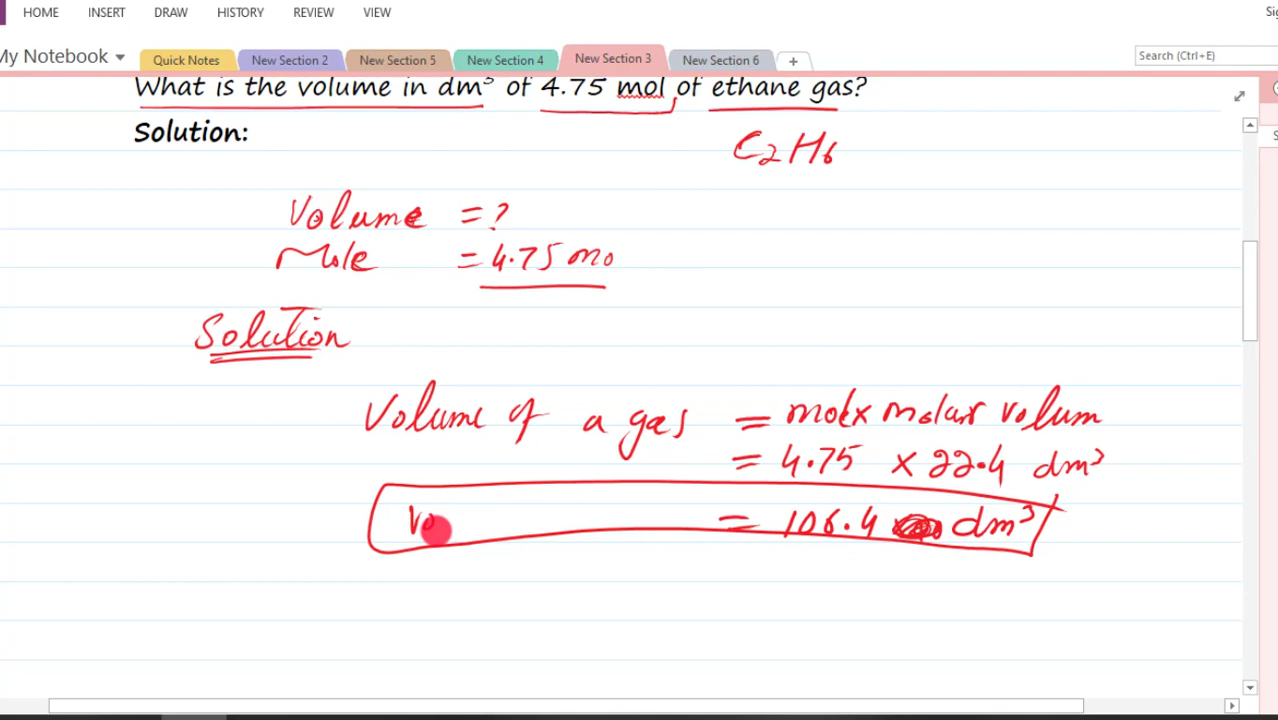 HOME INSERT DRAW HISTORY REVIEW VIEW
My Notebook Quick Notes New Section 2 New Section 5 New Section 4 New Section 3 New Section 6 + Search (Ctrl+E)
What is the volume in dm³ of 4.75 mol of ethane gas?
Solution:
C₂H₆
Volume = ?
Mole = 4.75 mo
Solution
Volume of a gas = mole x molar volum
= 4.75 x 22.4 dm³
Vo = 106.4 dm³